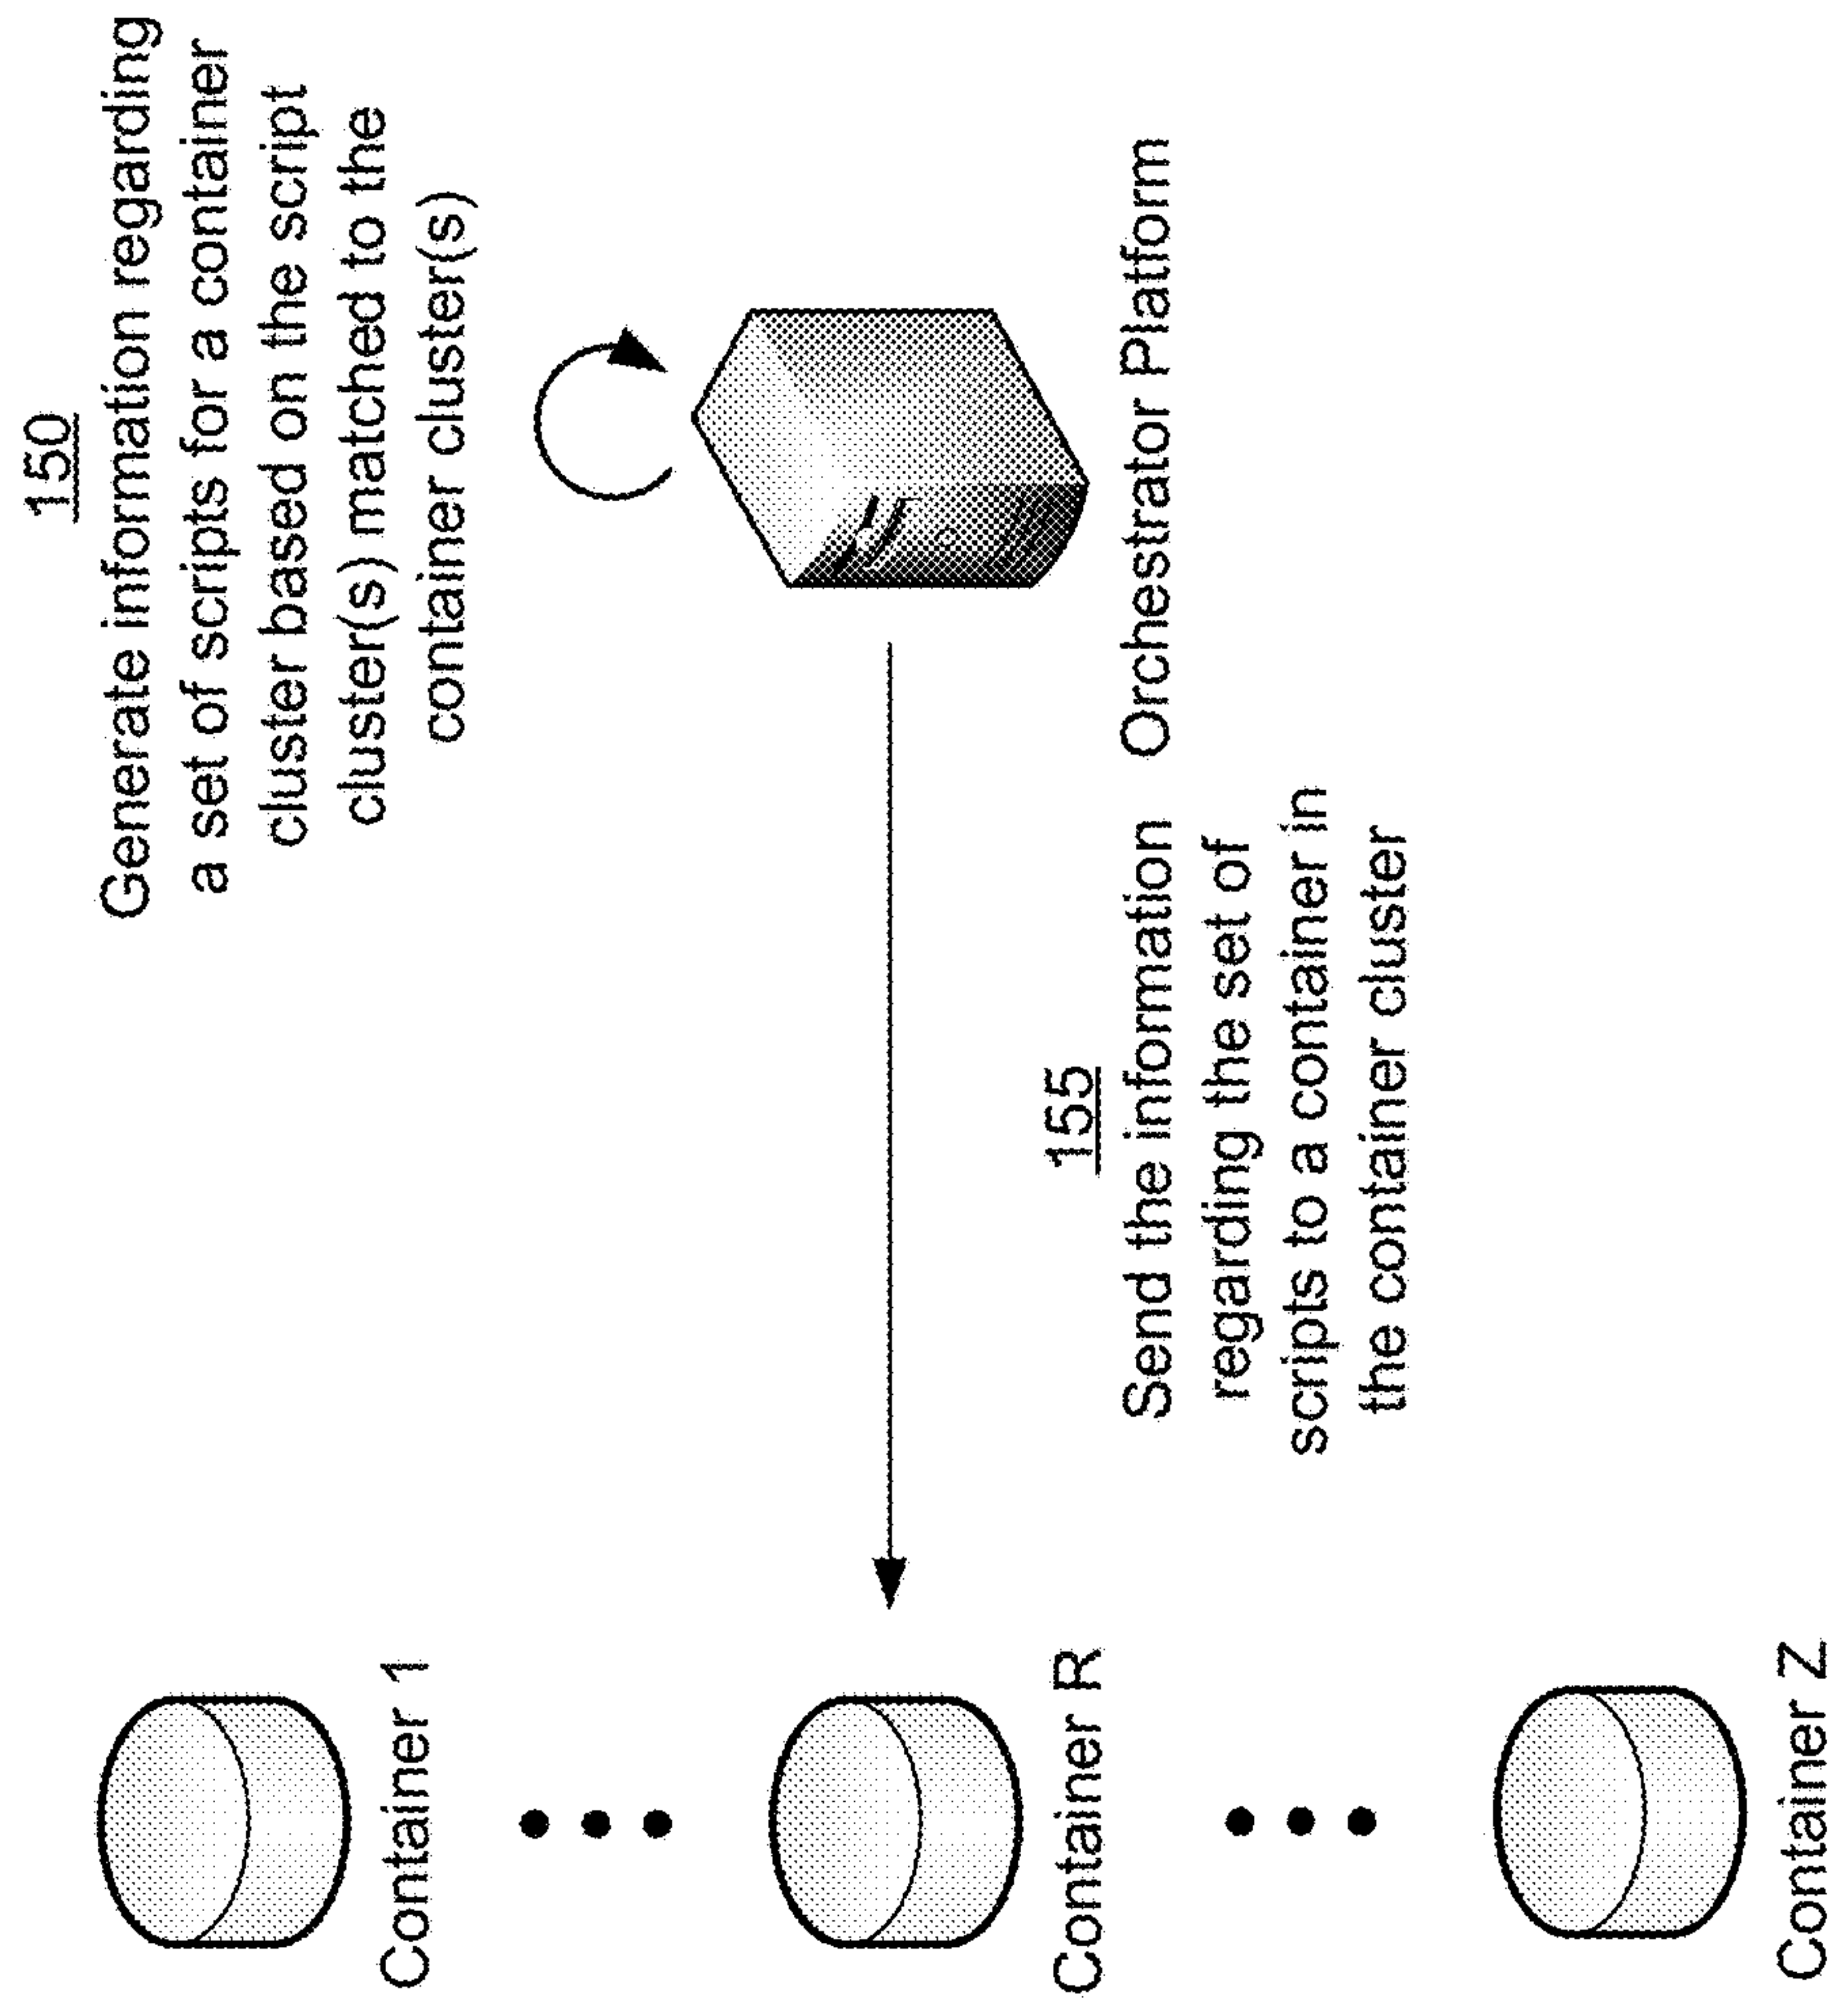 150
Generate information regarding
a set of scripts for a container
cluster based on the script
cluster(s) matched to the
container cluster(s)
Container 1
Container R
Container Z
155
Send the information
regarding the set of
scripts to a container in
the container cluster
Orchestrator Platform